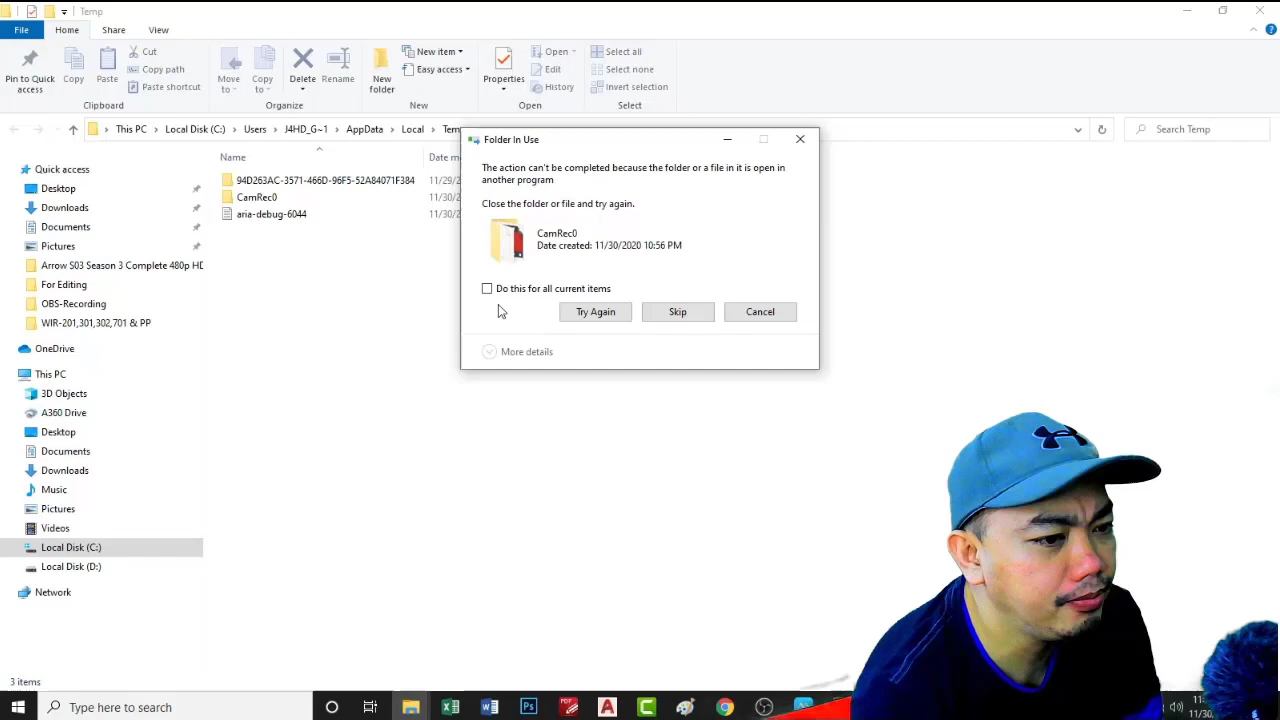 Temp
File
Home
Share
View
Pin to Quick access
Copy
Paste
Cut
Copy path
Paste shortcut
Clipboard
Move to
Copy to
Delete
Rename
Organize
New folder
New item
Easy access
New
Properties
Open
Edit
History
Open
Select all
Select none
Invert selection
Select
This PC
Local Disk (C:)
Users
J4HD_G~1
AppData
Local
Tem
Search Temp
Name
Date m
94D263AC-3571-466D-96F5-52A84071F384
11/29/2
CamRec0
11/30/2
aria-debug-6044
11/30/2
Quick access
Desktop
Downloads
Documents
Pictures
Arrow S03 Season 3 Complete 480p HD
For Editing
OBS-Recording
WIR-201,301,302,701 & PP
OneDrive
This PC
3D Objects
A360 Drive
Desktop
Documents
Downloads
Music
Pictures
Videos
Local Disk (C:)
Local Disk (D:)
Network
Folder In Use
The action can't be completed because the folder or a file in it is open in
another program
Close the folder or file and try again.
CamRec0
Date created: 11/30/2020 10:56 PM
Do this for all current items
Try Again
Skip
Cancel
More details
3 items
Type here to search
Ps
PDF
11/30/